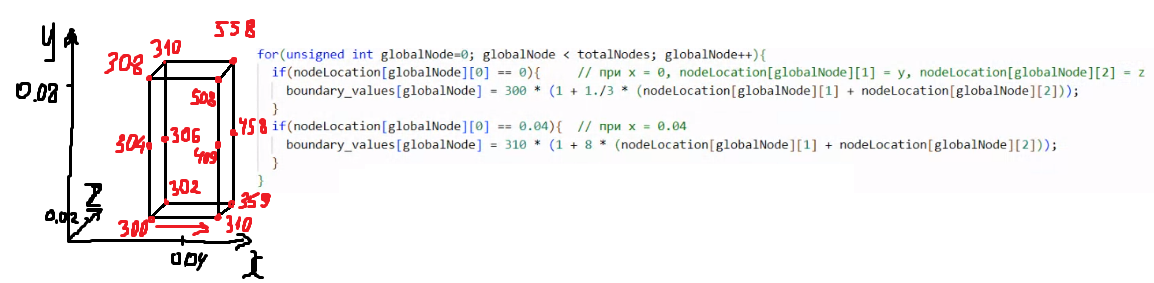 y
558
310
308
0.08
508
304
306
458
409
302
z
359
0.02
300
310
0.04
x
for(unsigned int globalNode=0; globalNode < totalNodes; globalNode++){
if(nodeLocation[globalNode][0] == 0){ // при x = 0, nodeLocation[globalNode][1] = y, nodeLocation[globalNode][2] = z
boundary_values[globalNode] = 300 * (1 + 1./3 * (nodeLocation[globalNode][1] + nodeLocation[globalNode][2]));
}
if(nodeLocation[globalNode][0] == 0.04){ // при x = 0.04
boundary_values[globalNode] = 310 * (1 + 8 * (nodeLocation[globalNode][1] + nodeLocation[globalNode][2]));
}
}